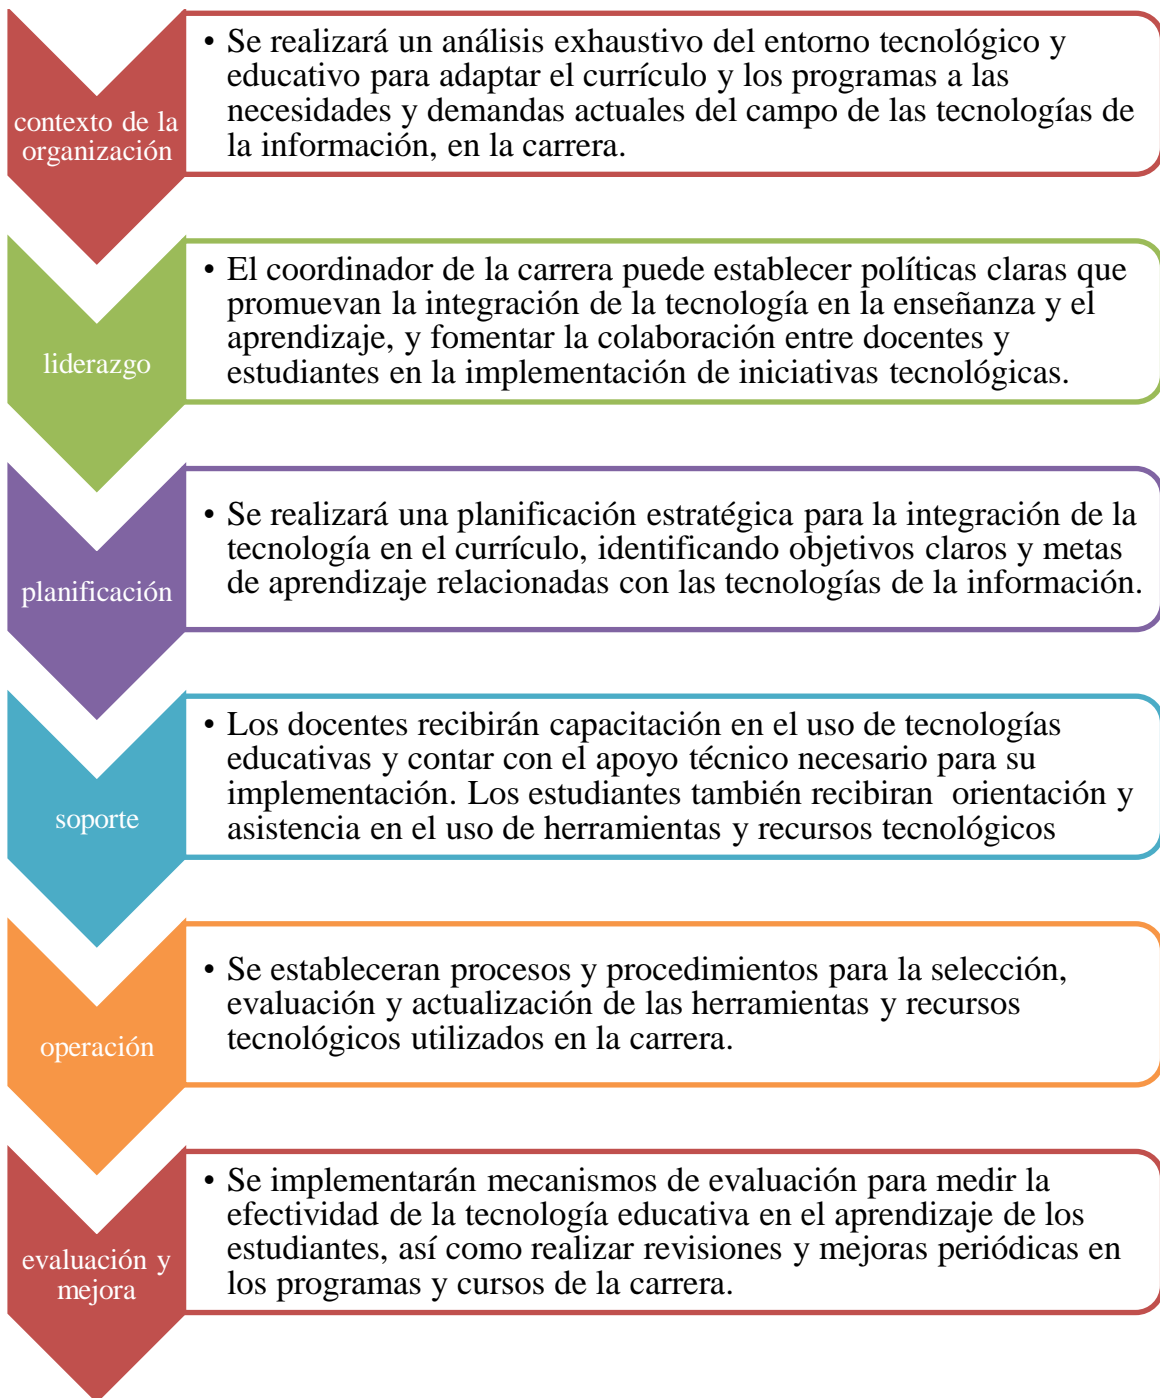 contexto de la
organización
• Se realizará un análisis exhaustivo del entorno tecnológico y
educativo para adaptar el currículo y los programas a las
necesidades y demandas actuales del campo de las tecnologías de
la información, en la carrera.
liderazgo
• El coordinador de la carrera puede establecer políticas claras que
promuevan la integración de la tecnología en la enseñanza y el
aprendizaje, y fomentar la colaboración entre docentes y
estudiantes en la implementación de iniciativas tecnológicas.
planificación
• Se realizará una planificación estratégica para la integración de la
tecnología en el currículo, identificando objetivos claros y metas
de aprendizaje relacionadas con las tecnologías de la información.
soporte
• Los docentes recibirán capacitación en el uso de tecnologías
educativas y contar con el apoyo técnico necesario para su
implementación. Los estudiantes también recibiran  orientación y
asistencia en el uso de herramientas y recursos tecnológicos
operación
• Se estableceran procesos y procedimientos para la selección,
evaluación y actualización de las herramientas y recursos
tecnológicos utilizados en la carrera.
evaluación y
mejora
• Se implementarán mecanismos de evaluación para medir la
efectividad de la tecnología educativa en el aprendizaje de los
estudiantes, así como realizar revisiones y mejoras periódicas en
los programas y cursos de la carrera.